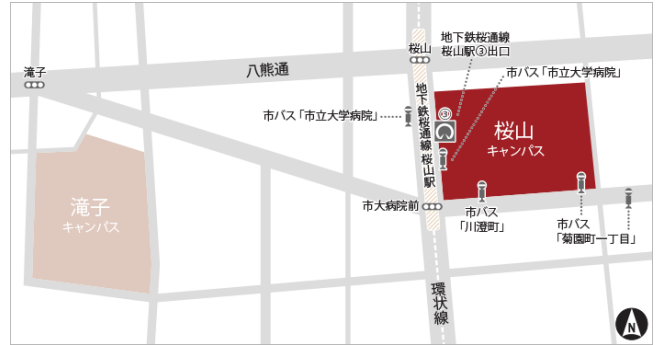 地下鉄桜通線
桜山駅③出口
桜山
市バス「市立大学病院」
滝子
八熊通
市バス「市立大学病院」
地下鉄桜通線 桜山駅
③
桜山
キャンパス
滝子
キャンパス
市大病院前
市バス
「川澄町」
市バス
「菊園町一丁目」
環状線
N